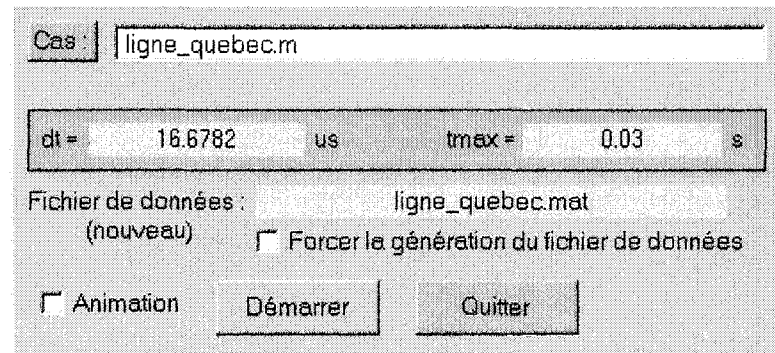 Cas : ligne_quebec.m
dt = 16.6782 us tmax = 0.03 s
Fichier de données : ligne_quebec.mat
(nouveau) Forcer la génération du fichier de données
Animation Démarrer Quitter